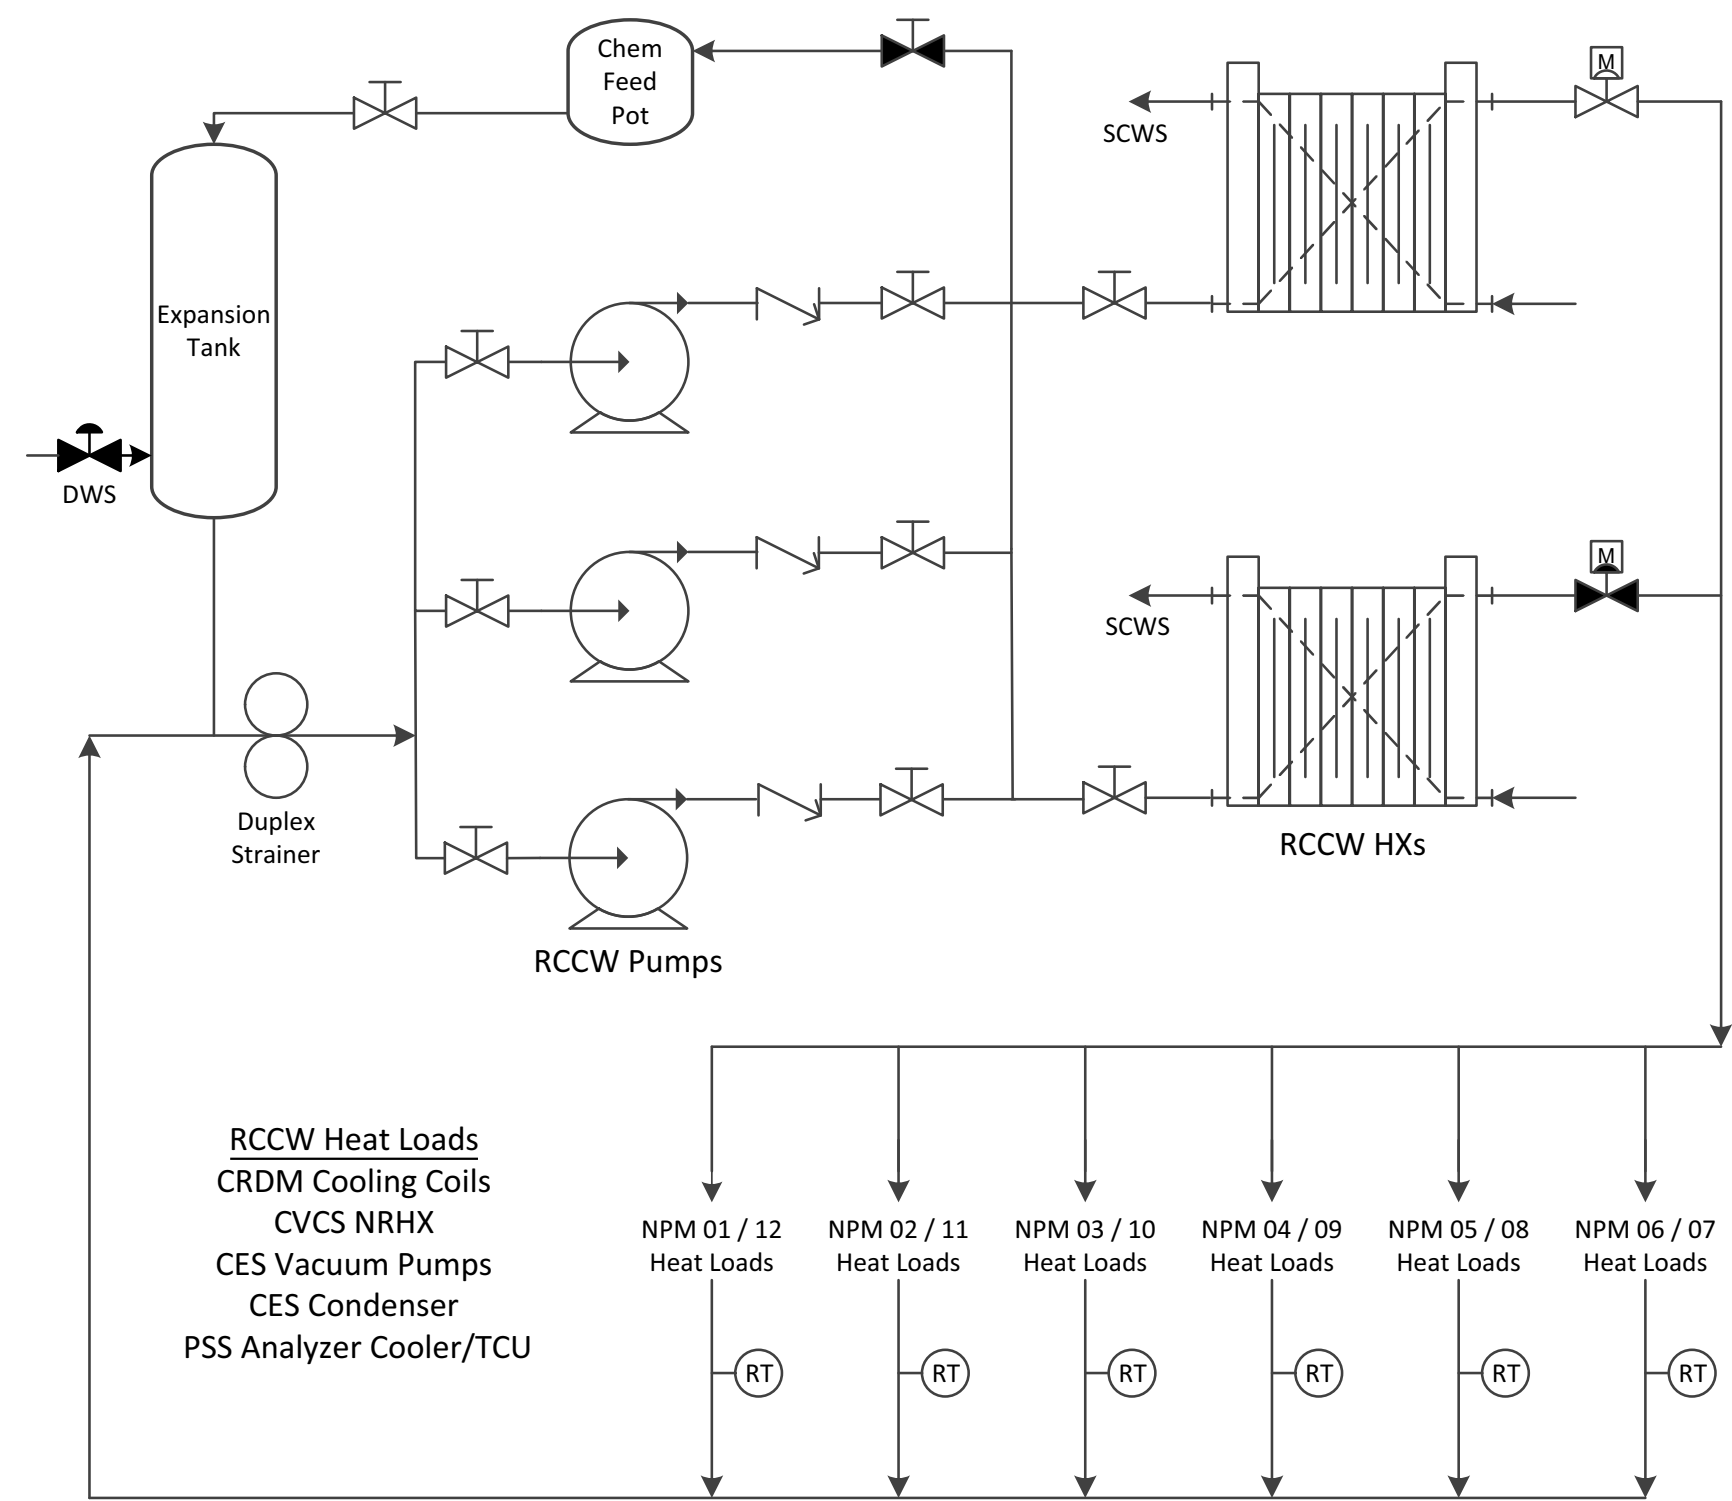 Chem
Feed
Pot
M
SCWS
Expansion
Tank
DWS
M
SCWS
Duplex
Strainer
RCCW HXs
RCCW Pumps
RCCW Heat Loads
CRDM Cooling Coils
CVCS NRHX
CES Vacuum Pumps
CES Condenser
PSS Analyzer Cooler/TCU
NPM 01 / 12
Heat Loads
NPM 02 / 11
Heat Loads
NPM 03 / 10
Heat Loads
NPM 04 / 09
Heat Loads
NPM 05 / 08
Heat Loads
NPM 06 / 07
Heat Loads
RT
RT
RT
RT
RT
RT